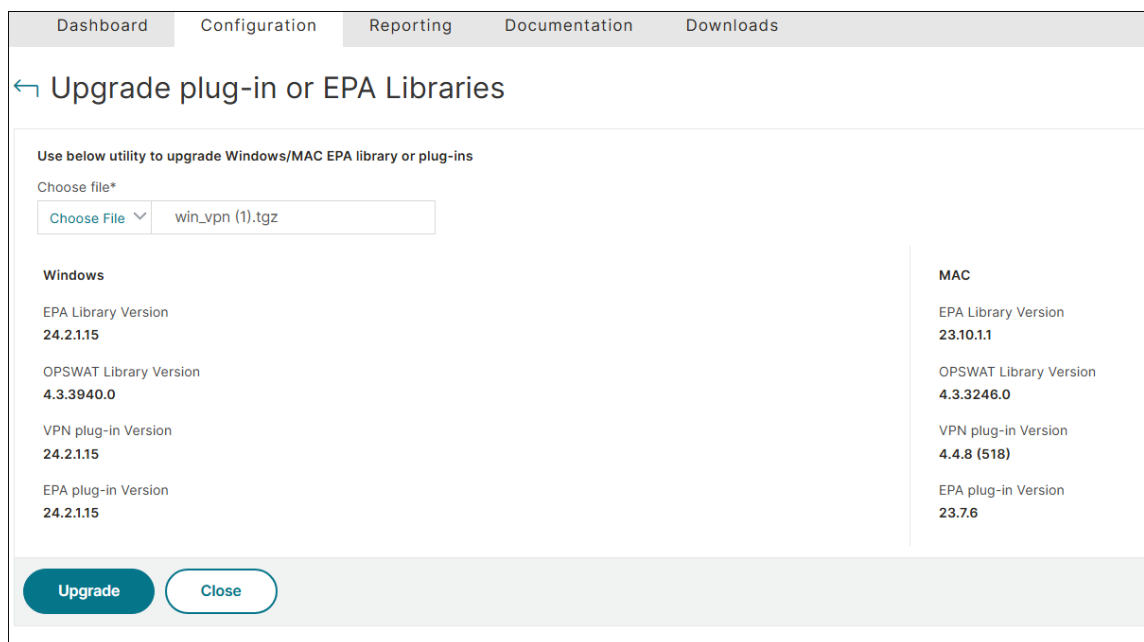 Dashboard Configuration Reporting Documentation Downloads
Upgrade plug-in or EPA Libraries
Use below utility to upgrade Windows/MAC EPA library or plug-ins
Choose file*
Choose File win_vpn (1).tgz
Windows
EPA Library Version
24.2.1.15
OPSWAT Library Version
4.3.3940.0
VPN plug-in Version
24.2.1.15
EPA plug-in Version
24.2.1.15
MAC
EPA Library Version
23.10.1.1
OPSWAT Library Version
4.3.3246.0
VPN plug-in Version
4.4.8 (518)
EPA plug-in Version
23.7.6
Upgrade Close